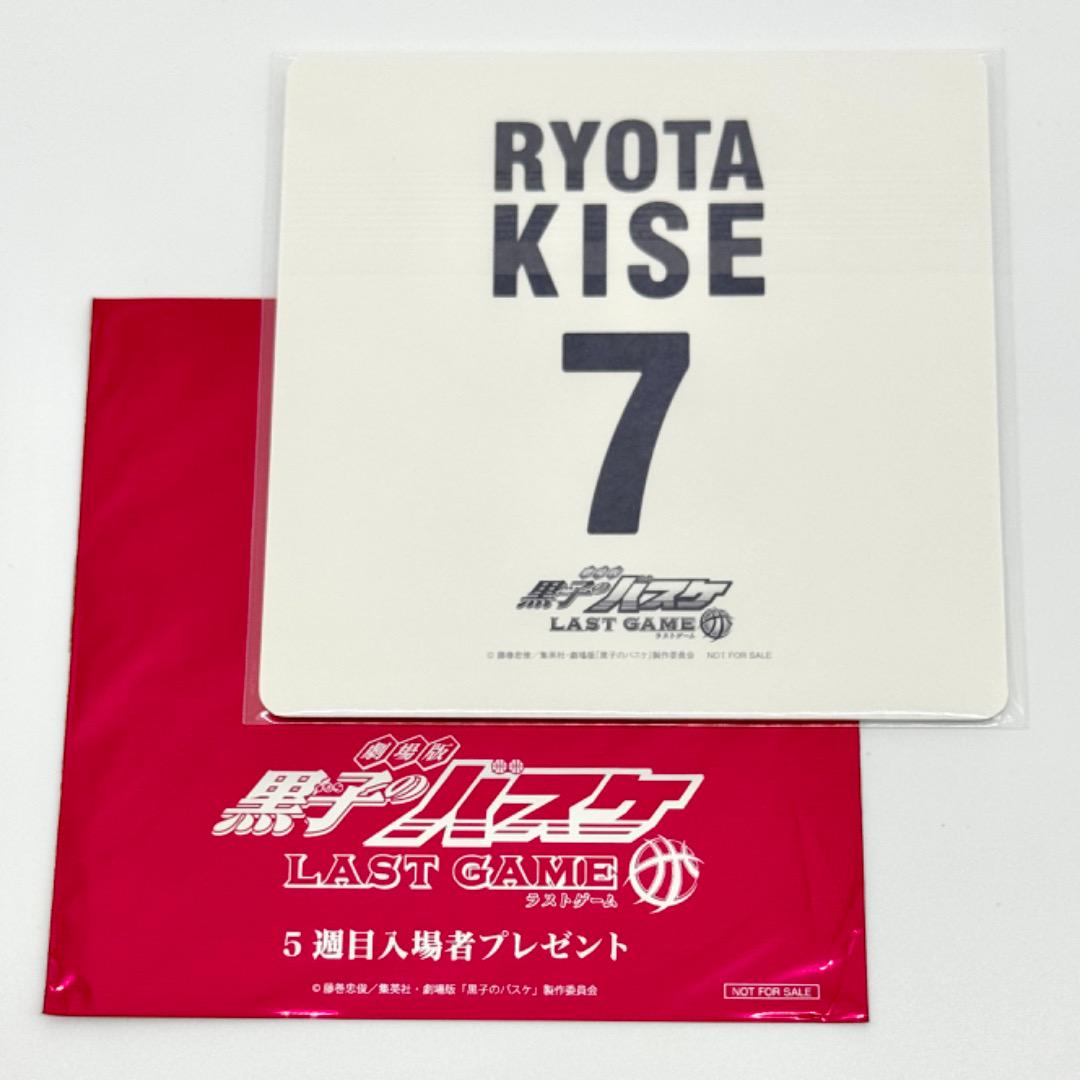 RYOTA
KISE
7
劇場版
黒子のバスケ
LAST GAME
ラストゲーム
© 藤巻忠俊／集英社・劇場版「黒子のバスケ」製作委員会 NOT FOR SALE
劇場版
黒子のバスケ
LAST GAME
ラストゲーム
5週目入場者プレゼント
© 藤巻忠俊／集英社・劇場版「黒子のバスケ」製作委員会
NOT FOR SALE